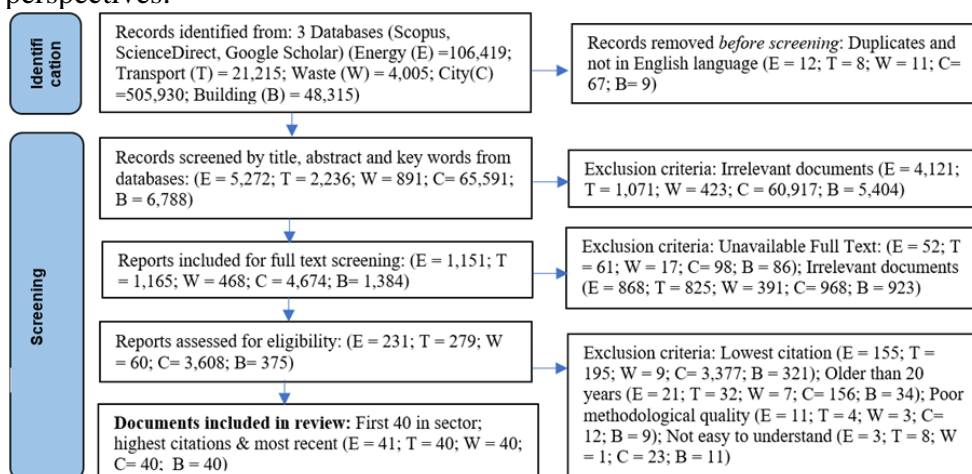 perspectives.
Identifi
cation
Records identified from: 3 Databases (Scopus,
ScienceDirect, Google Scholar) (Energy (E) =106,419;
Transport (T) = 21,215; Waste (W) = 4,005; City(C)
=505,930; Building (B) = 48,315)
Records removed before screening: Duplicates and
not in English language (E = 12; T = 8; W = 11; C=
67; B= 9)
Screening
Records screened by title, abstract and key words from
databases: (E = 5,272; T = 2,236; W = 891; C= 65,591;
B = 6,788)
Exclusion criteria: Irrelevant documents (E = 4,121;
T = 1,071; W = 423; C = 60,917; B = 5,404)
Reports included for full text screening: (E = 1,151; T
= 1,165; W = 468; C = 4,674; B= 1,384)
Exclusion criteria: Unavailable Full Text: (E = 52; T
= 61; W = 17; C= 98; B = 86); Irrelevant documents
(E = 868; T = 825; W = 391; C= 968; B = 923)
Reports assessed for eligibility: (E = 231; T = 279; W
= 60; C= 3,608; B= 375)
Exclusion criteria: Lowest citation (E = 155; T =
195; W = 9; C= 3,377; B = 321); Older than 20
years (E = 21; T = 32; W = 7; C= 156; B = 34); Poor
methodological quality (E = 11; T = 4; W = 3; C=
12; B = 9); Not easy to understand (E = 3; T = 8; W
= 1; C = 23; B = 11)
Documents included in review: First 40 in sector;
highest citations & most recent (E = 41; T = 40; W = 40;
C= 40;  B = 40)